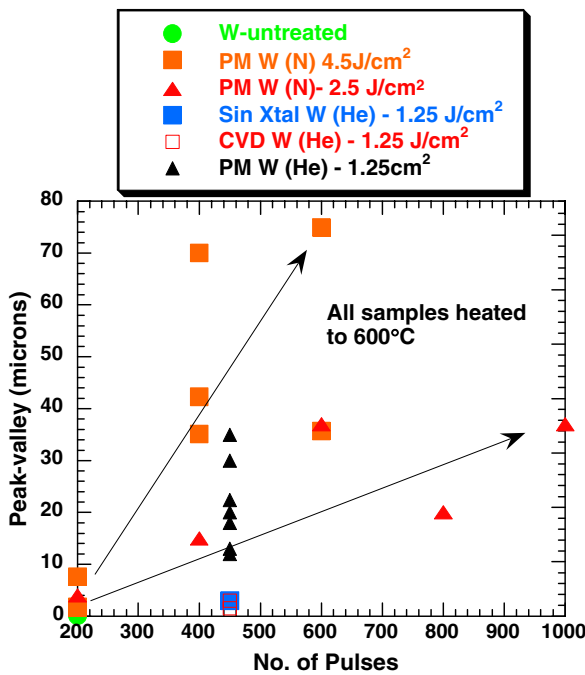 W-untreated
PM W (N) 4.5J/cm²
PM W (N)- 2.5 J/cm²
Sin Xtal W (He) - 1.25 J/cm²
CVD W (He) - 1.25 J/cm²
PM W (He) - 1.25cm²
80
70
60
50
40
30
20
10
0
Peak-valley (microns)
All samples heated
to 600°C
200 300 400 500 600 700 800 900 1000
No. of Pulses